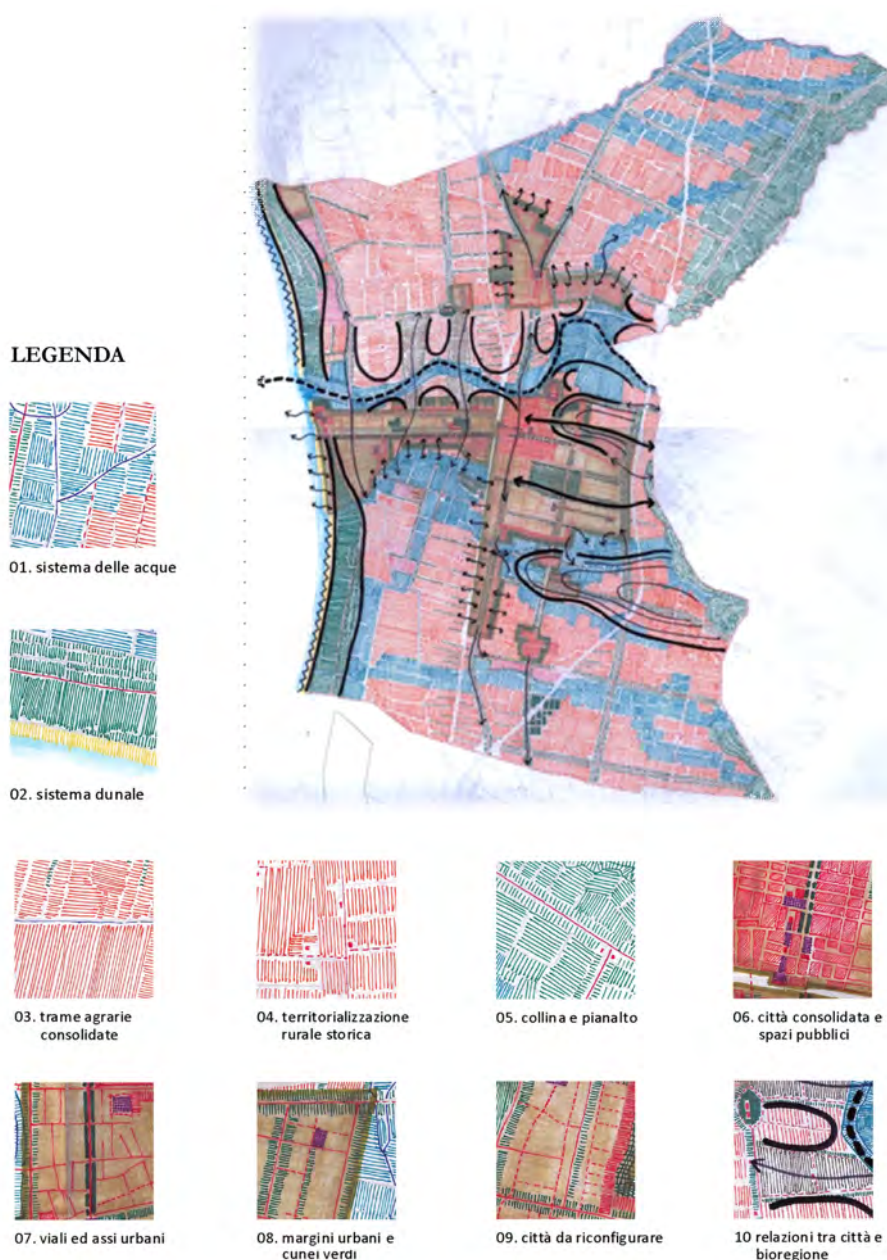 LEGENDA
01. sistema delle acque
02. sistema dunale
03. trame agrarie
consolidate
04. territorializzazione
rurale storica
05. collina e pianalto
06. città consolidata e
spazi pubblici
07. viali ed assi urbani
08. margini urbani e
cunei verdi
09. città da riconfigurare
10 relazioni tra città e
bioregione